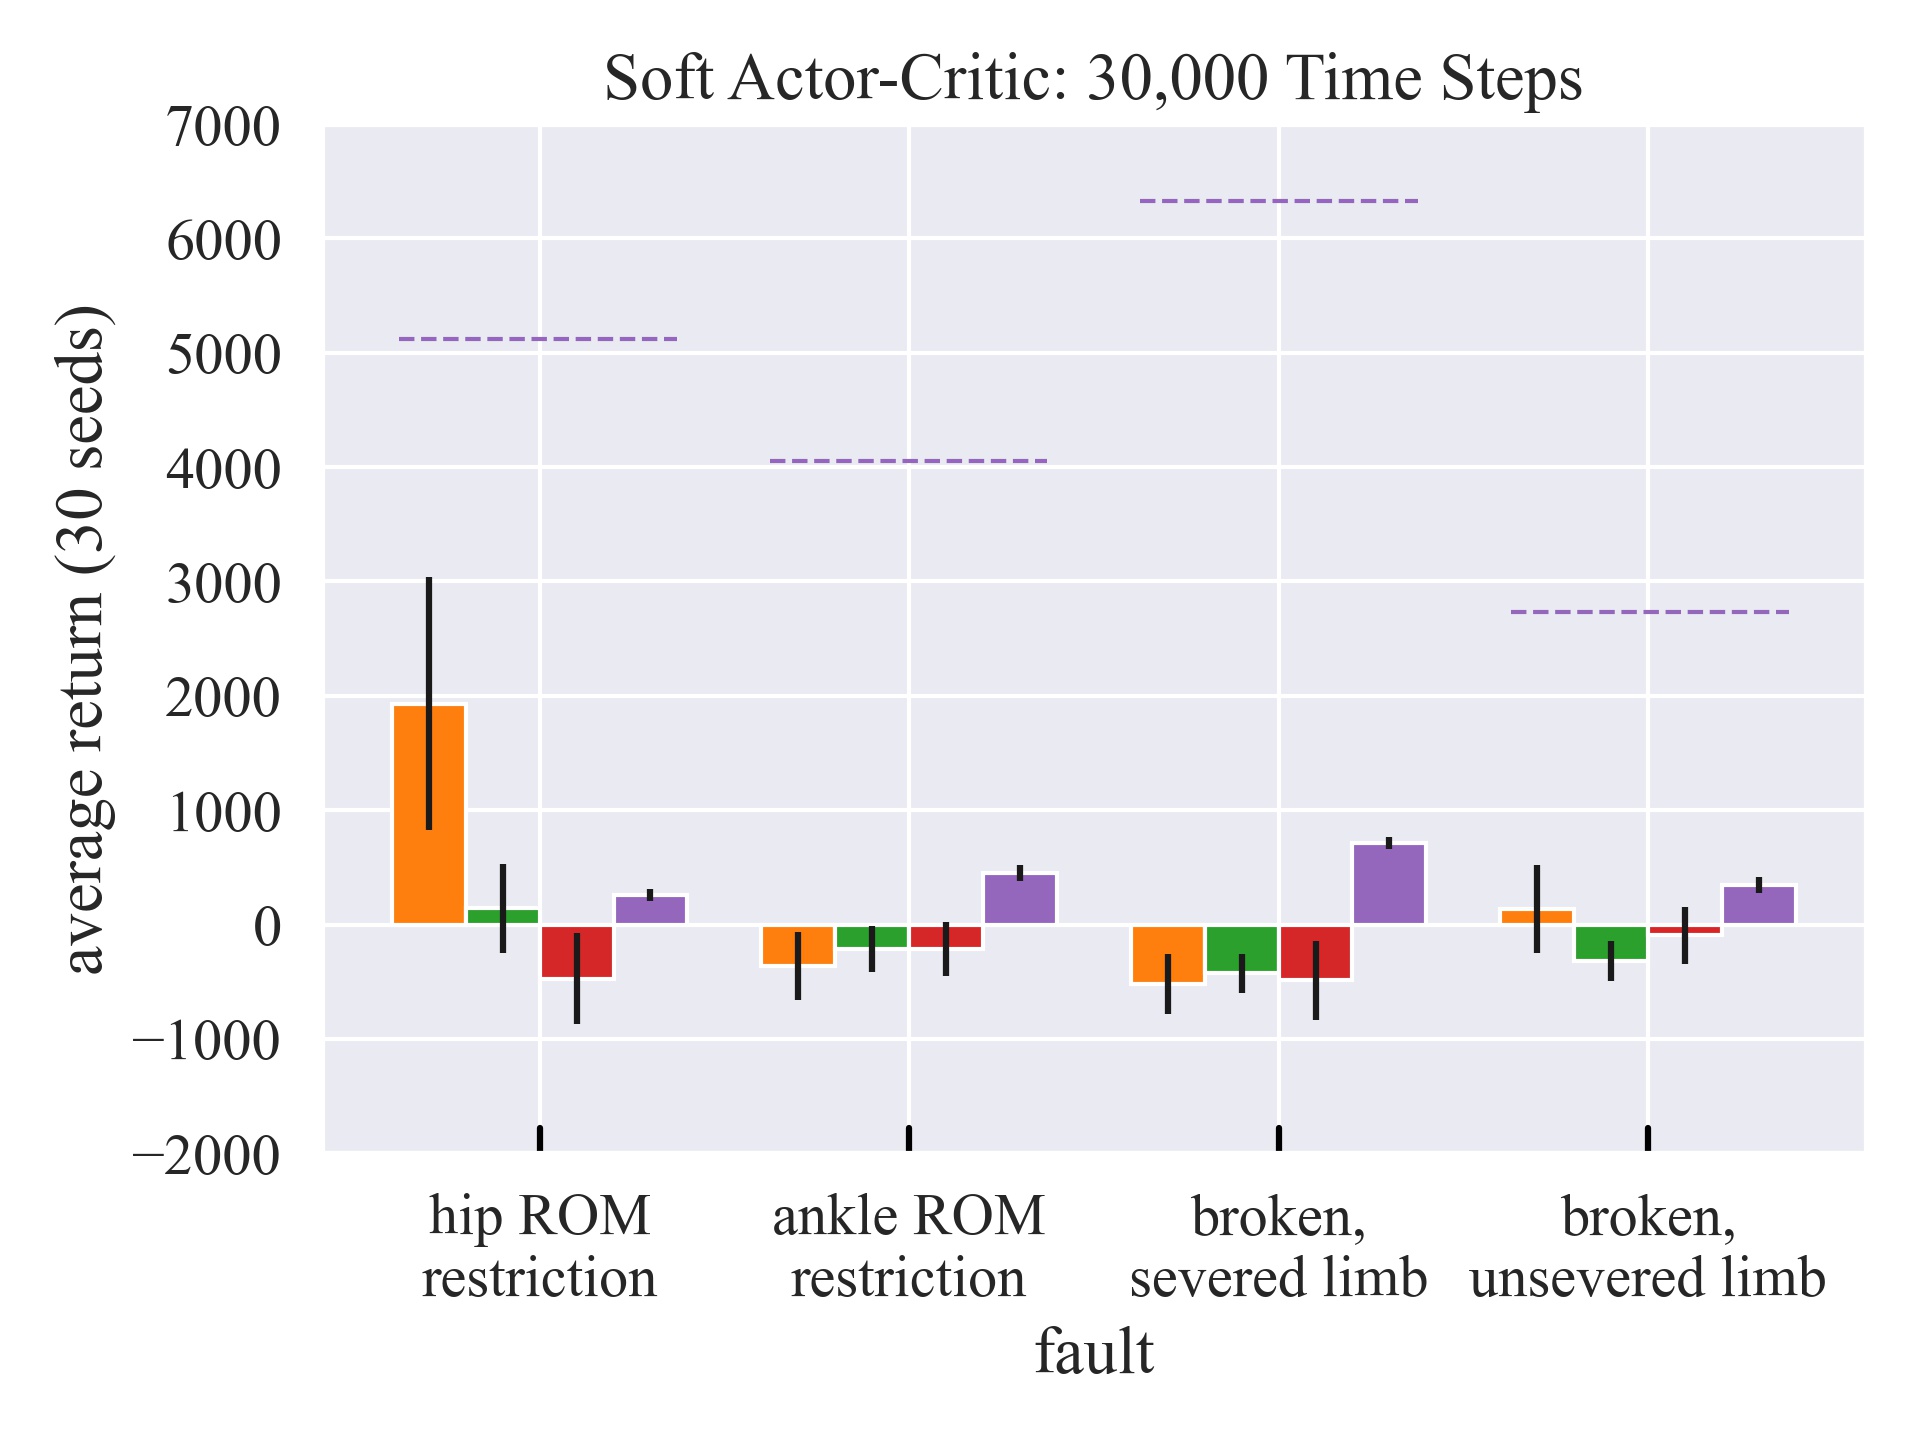 Soft Actor-Critic: 30,000 Time Steps
7000
6000
5000
4000
3000
2000
1000
0
−1000
−2000
average return (30 seeds)
hip ROM
restriction
ankle ROM
restriction
broken,
severed limb
broken,
unsevered limb
fault